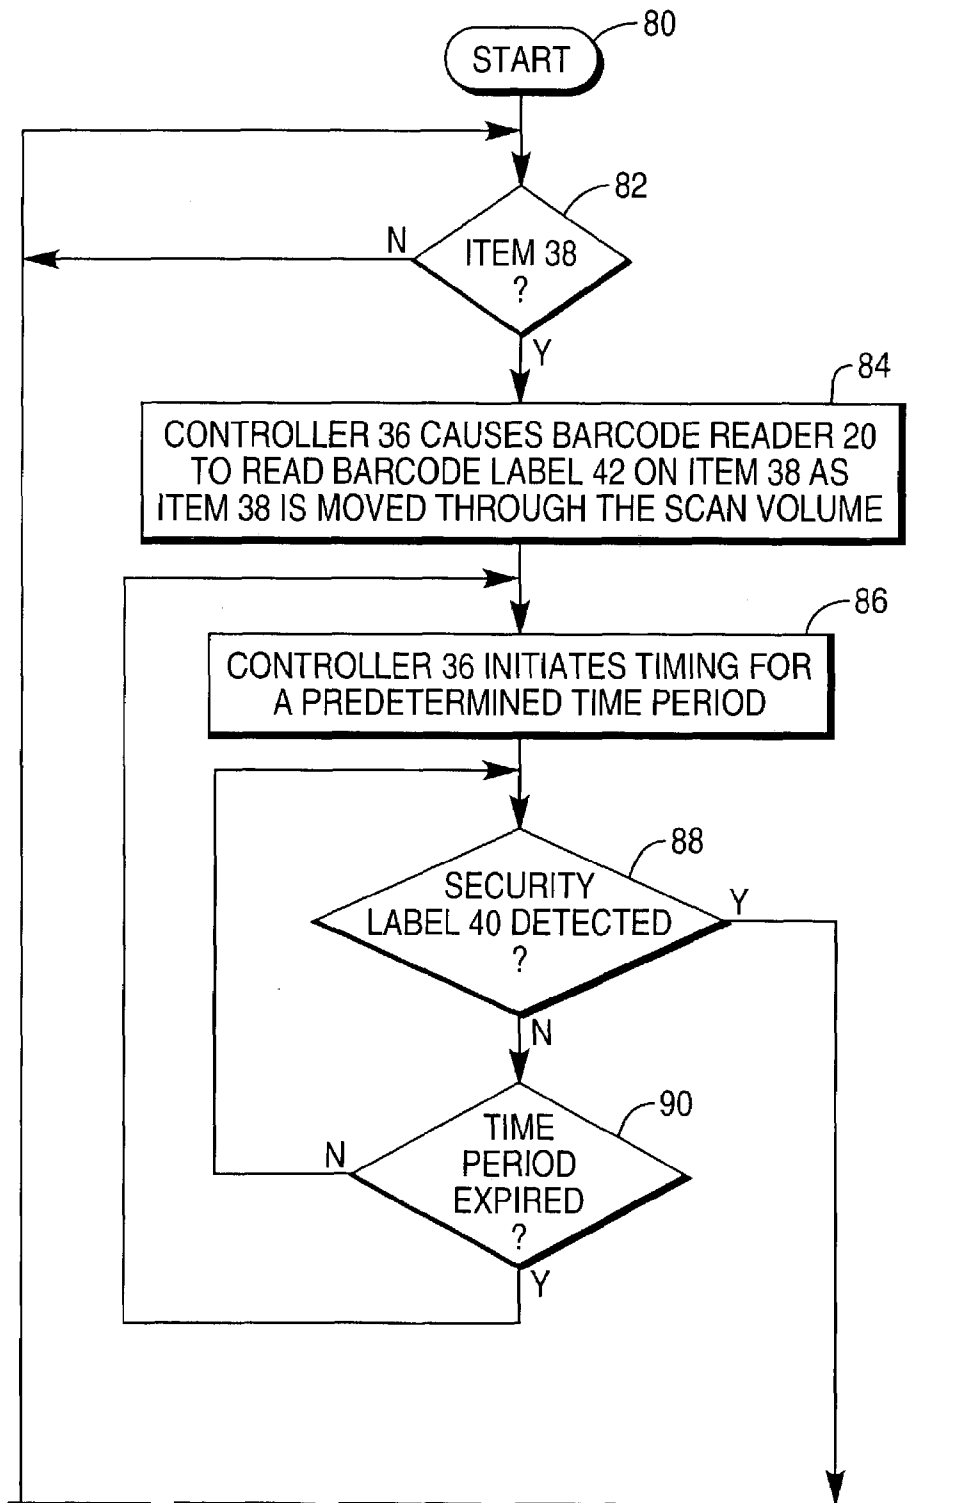 80
START
82
N
ITEM 38
?
Y
84
CONTROLLER 36 CAUSES BARCODE READER 20
TO READ BARCODE LABEL 42 ON ITEM 38 AS
ITEM 38 IS MOVED THROUGH THE SCAN VOLUME
86
CONTROLLER 36 INITIATES TIMING FOR
A PREDETERMINED TIME PERIOD
88
SECURITY
LABEL 40 DETECTED
?
Y
N
90
TIME
PERIOD
EXPIRED
?
N
Y